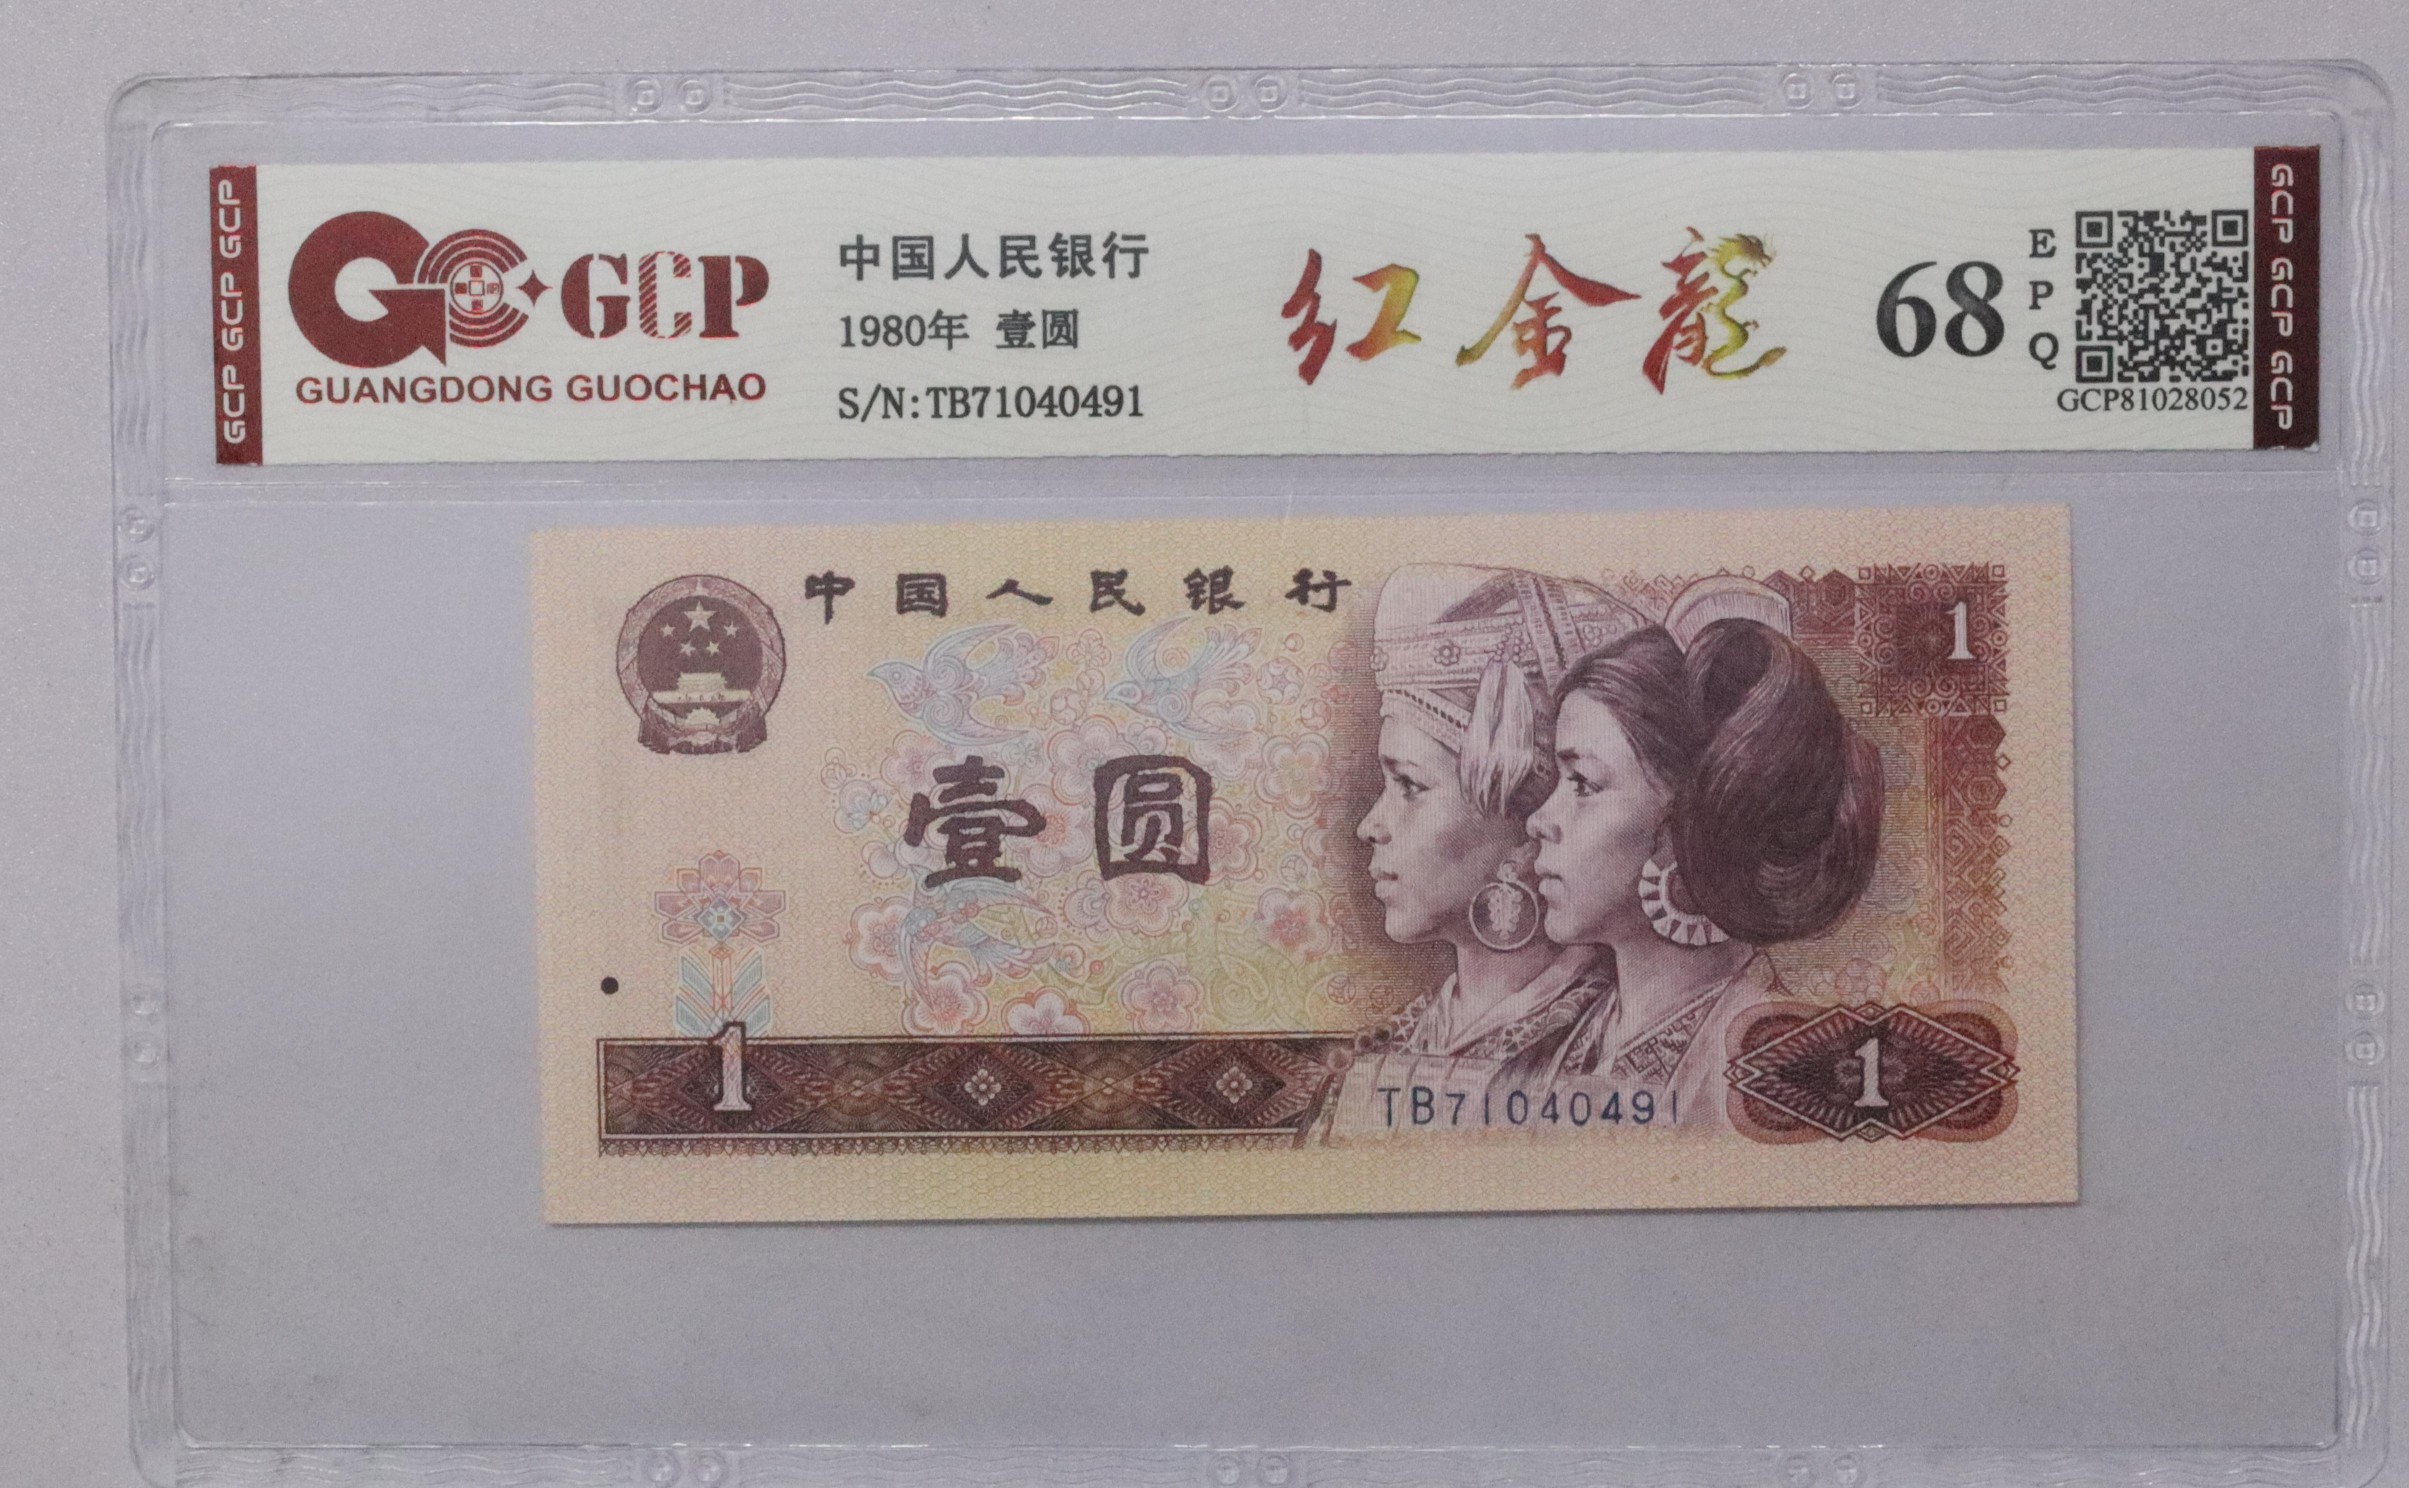 GCP GCP GCP
GCP
GUANGDONG GUOCHAO
中国人民银行
1980年 壹圆
S/N:TB71040491
红金龍
68
E
P
Q
GCP81028052
GCP GCP GCP
中国人民银行
1
壹圆
1
TB71040491
1